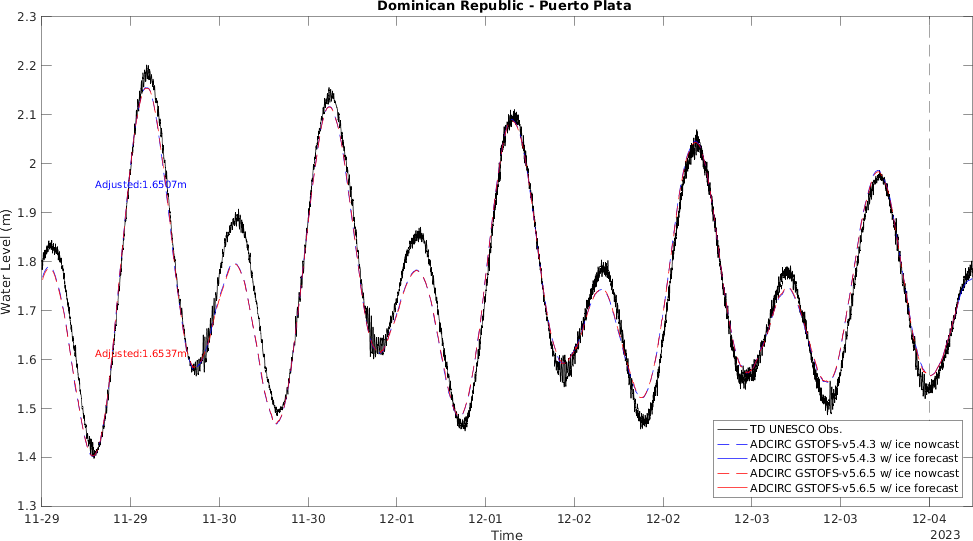 Dominican Republic - Puerto Plata
Water Level (m)
2.3
2.2
2.1
2
1.9
1.8
1.7
1.6
1.5
1.4
1.3
Adjusted:1.6507m
Adjusted:1.6537m
TD UNESCO Obs.
ADCIRC GSTOFS-v5.4.3 w/ ice nowcast
ADCIRC GSTOFS-v5.4.3 w/ ice forecast
ADCIRC GSTOFS-v5.6.5 w/ ice nowcast
ADCIRC GSTOFS-v5.6.5 w/ ice forecast
11-29 11-29 11-30 11-30 12-01 12-01 12-02 12-02 12-03 12-03 12-04
Time 2023